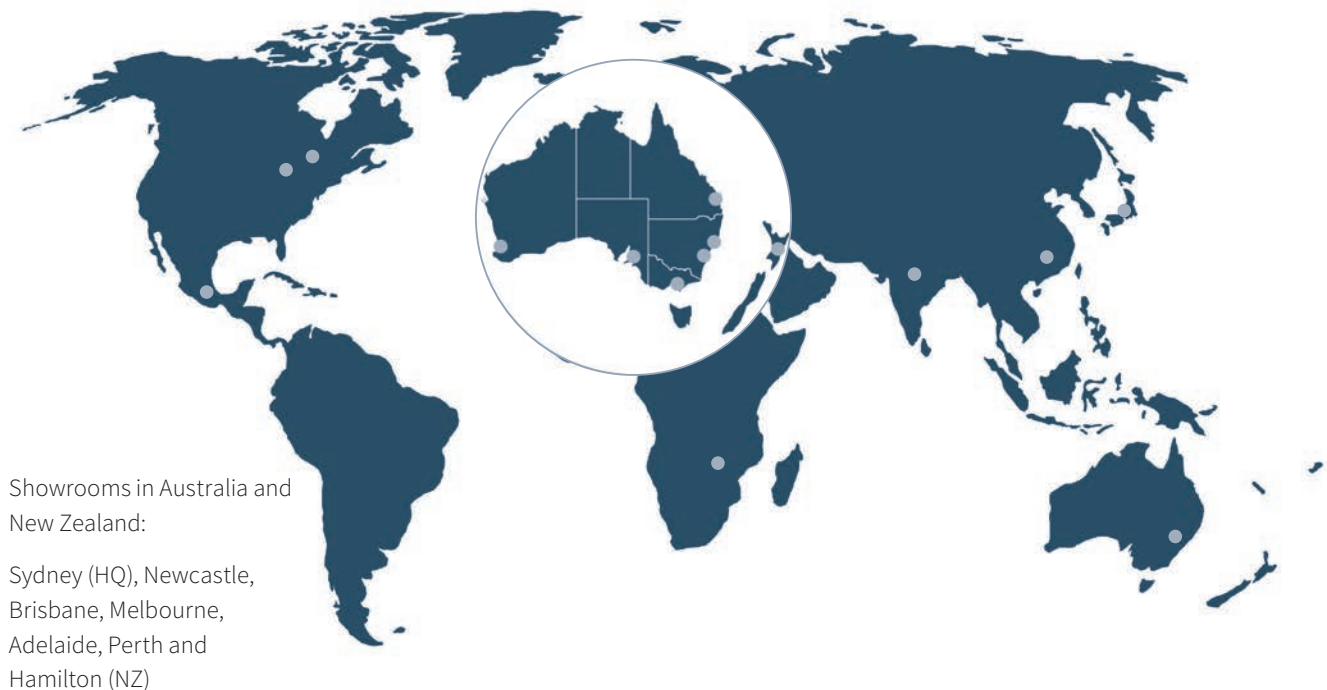 Showrooms in Australia and
New Zealand:
Sydney (HQ), Newcastle,
Brisbane, Melbourne,
Adelaide, Perth and
Hamilton (NZ)